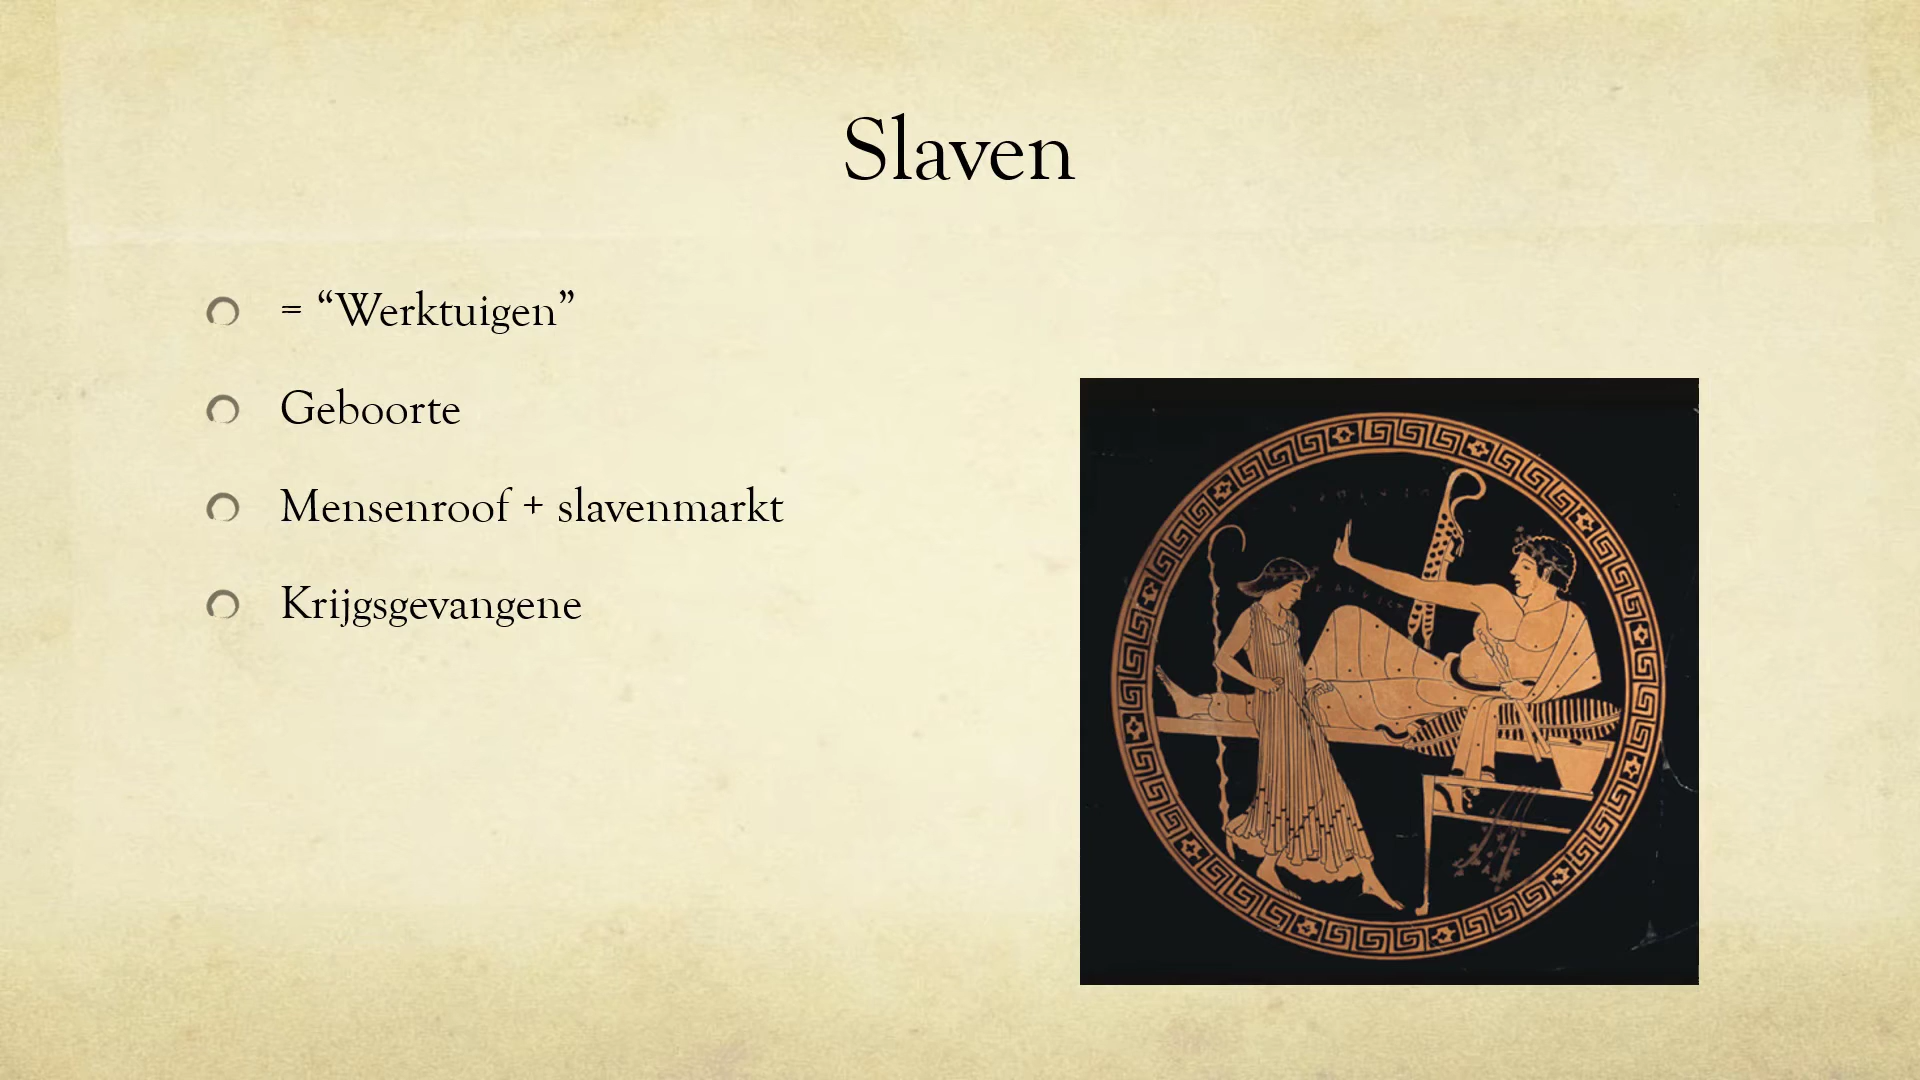 Slaven
= “Werktuigen”
Geboorte
Mensenroof + slavenmarkt
Krijgsgevangene